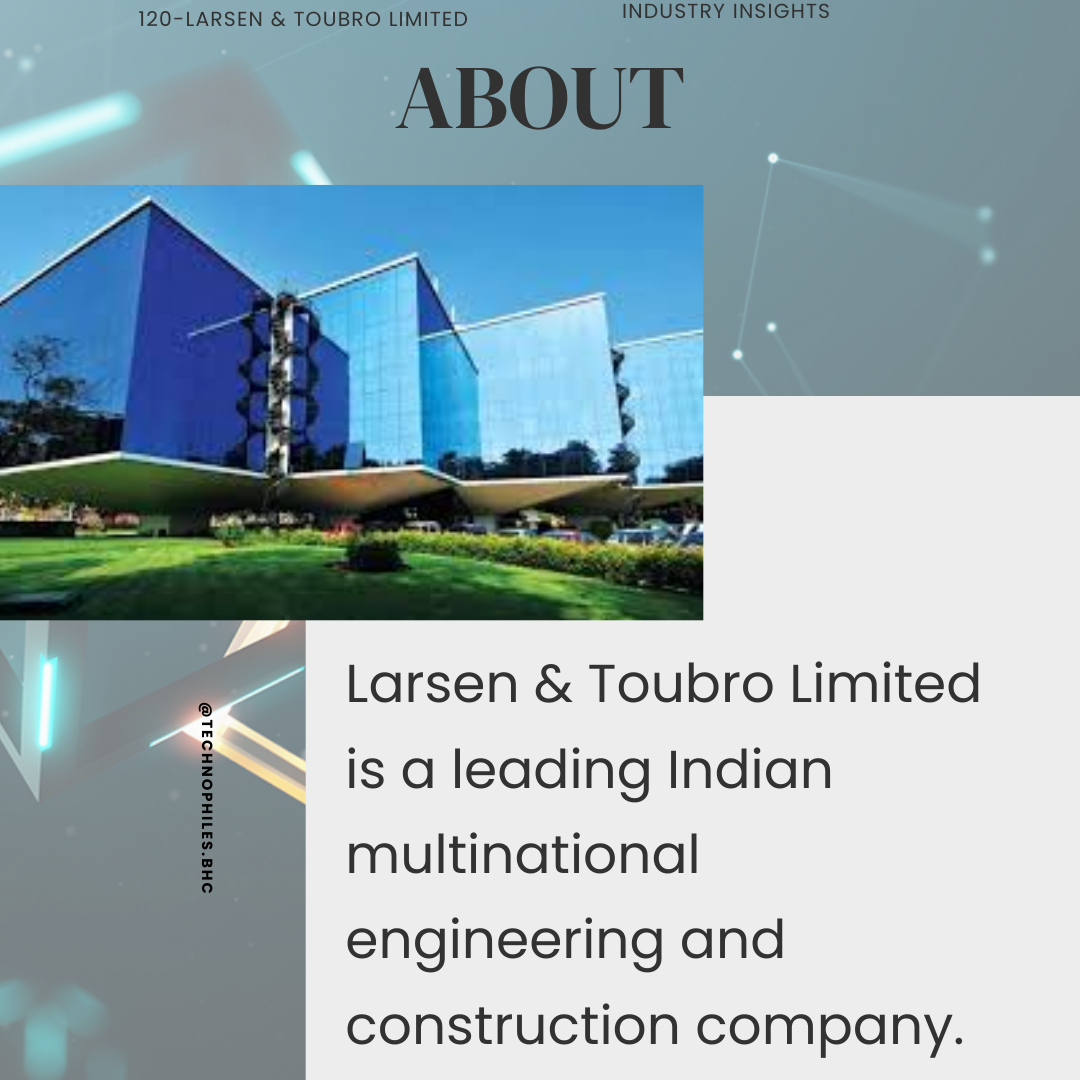 120-LARSEN & TOUBRO LIMITED
INDUSTRY INSIGHTS
ABOUT
Larsen & Toubro Limited
is a leading Indian
multinational
engineering and
construction company.
@TECHNOPHILES.BHC